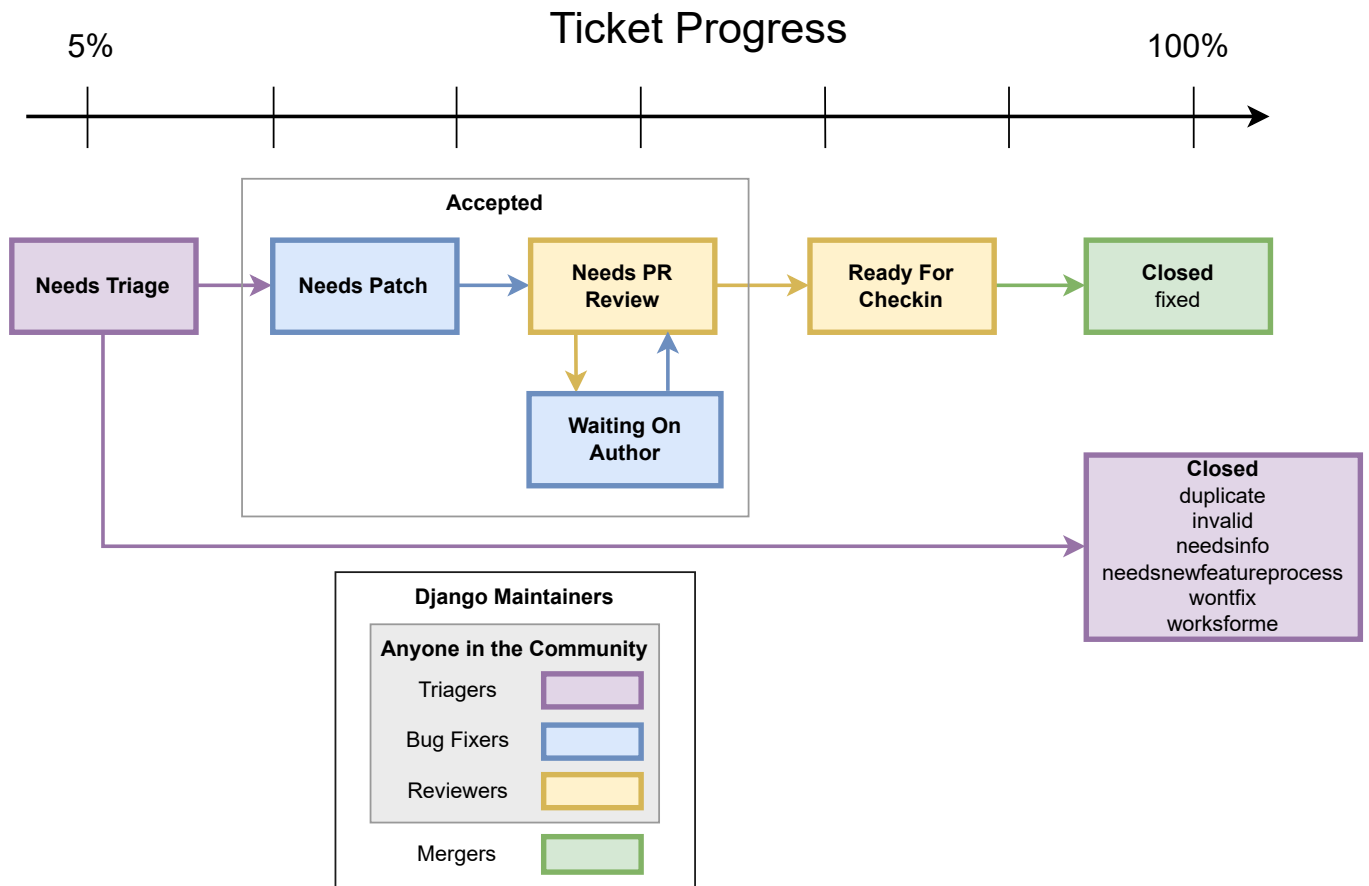 Ticket Progress
5%
100%
Accepted
Needs Triage
Needs Patch
Needs PR
Review
Ready For
Checkin
Closed
fixed
Waiting On
Author
Closed
duplicate
invalid
needsinfo
needsnewfeatureprocess
wontfix
worksforme
Django Maintainers
Anyone in the Community
Triagers
Bug Fixers
Reviewers
Mergers